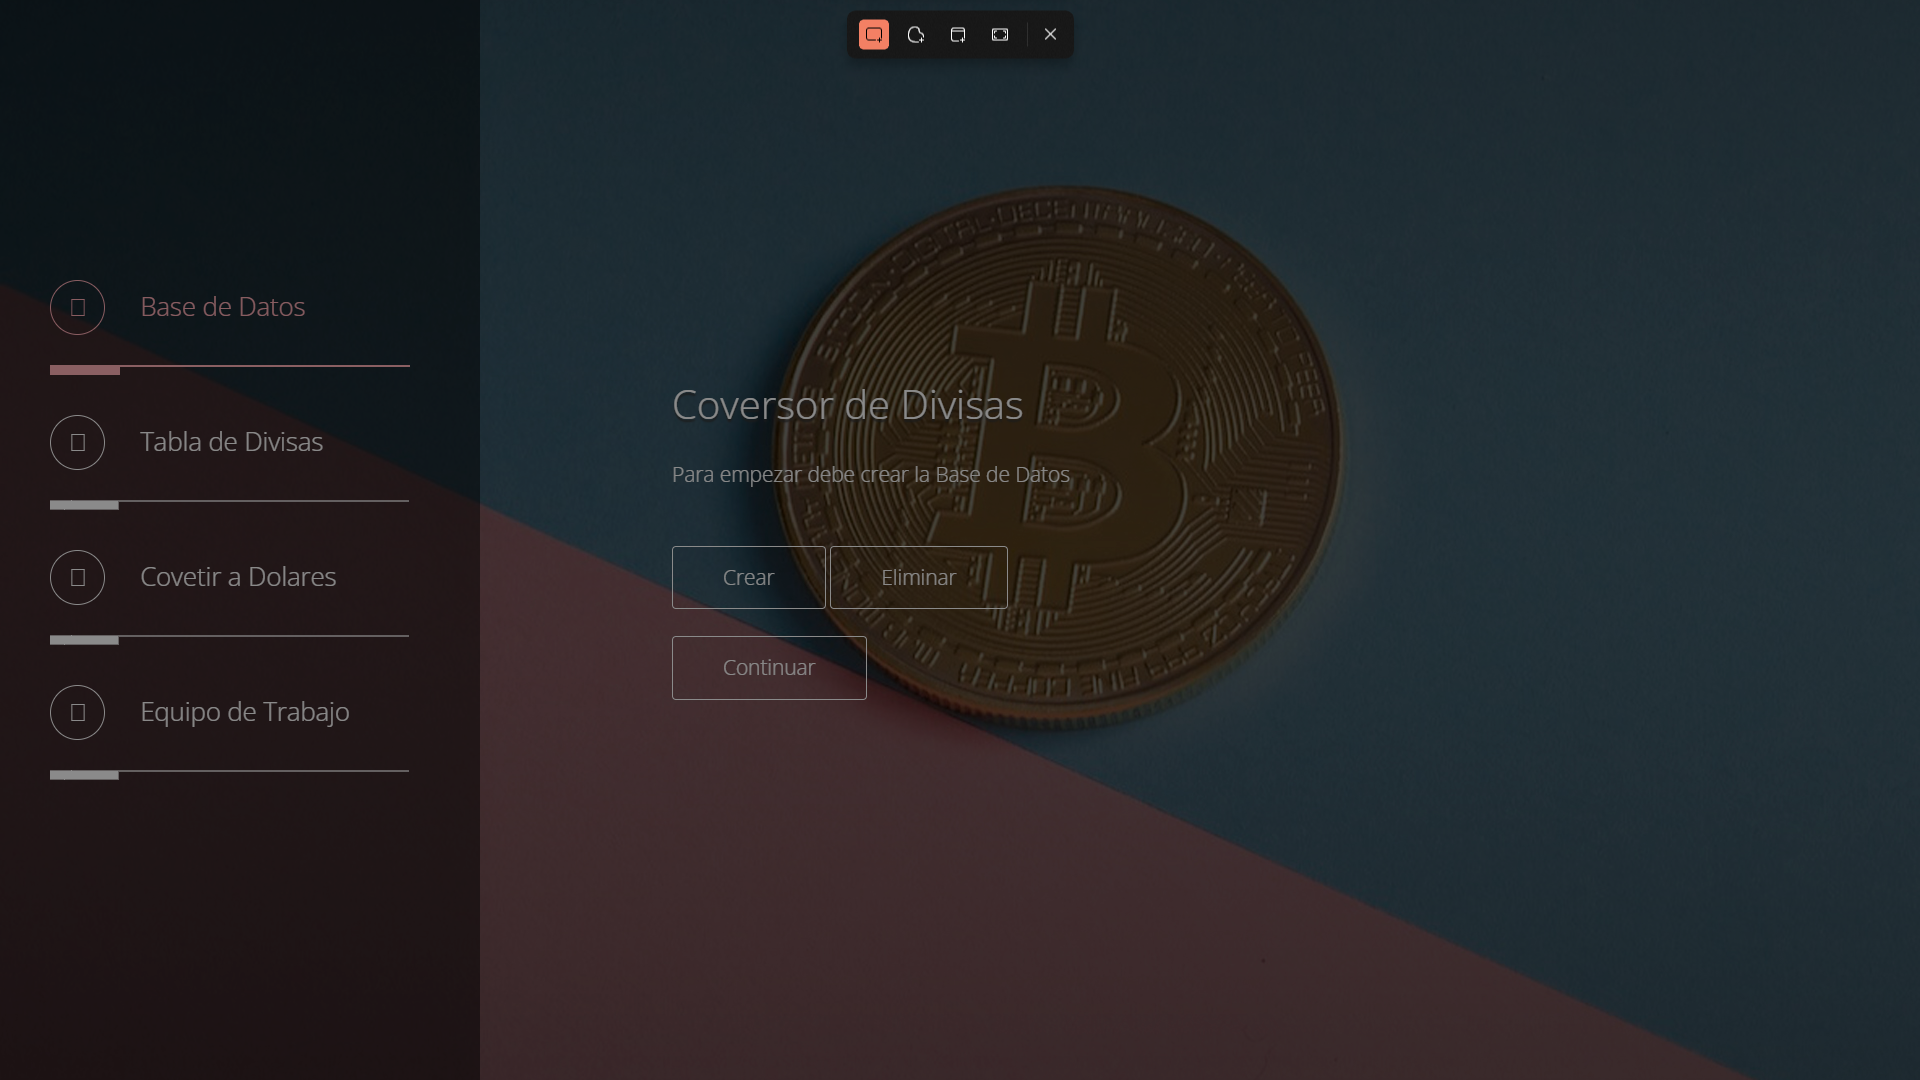 Base de Datos
Tabla de Divisas
Covetir a Dolares
Equipo de Trabajo
Coversor de Divisas
Para empezar debe crear la Base de Datos
Crear
Eliminar
Continuar